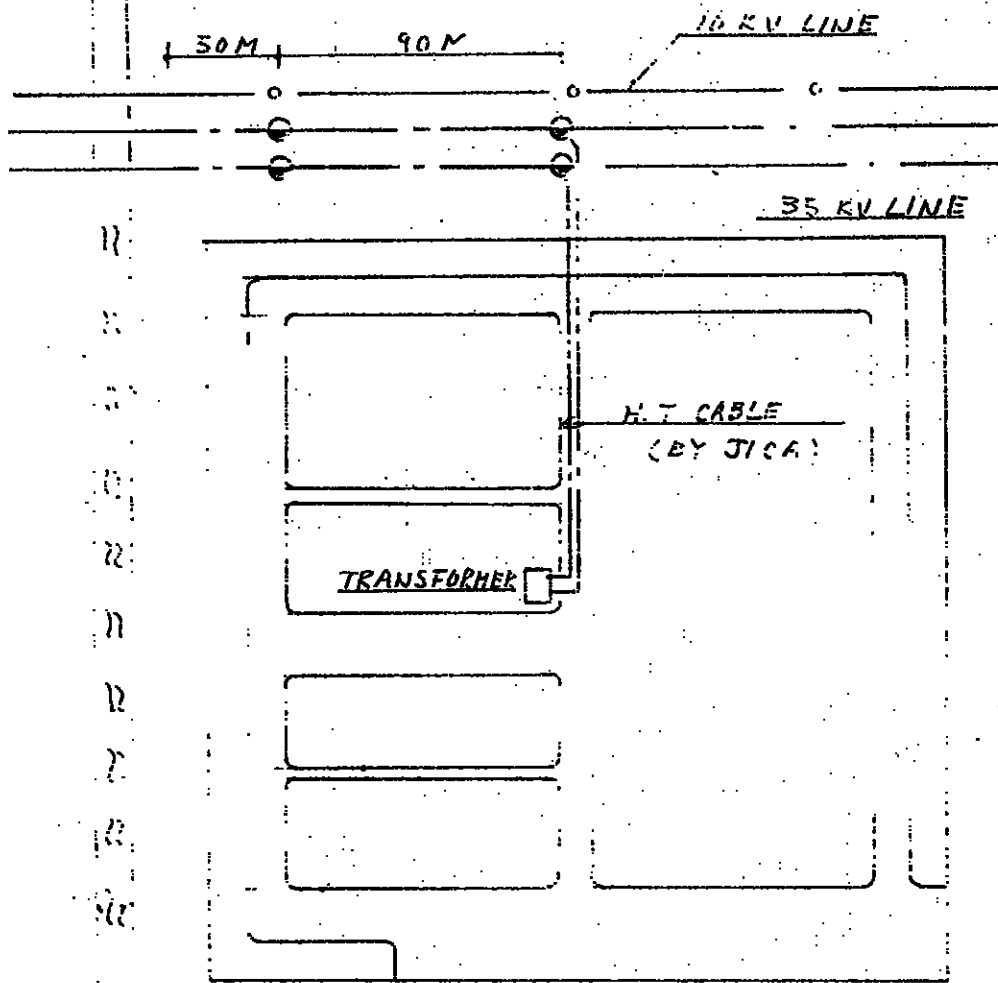 10 KV LINE
50M
90M
35 KV LINE
H.T CABLE
(BY JICA)
TRANSFORMER